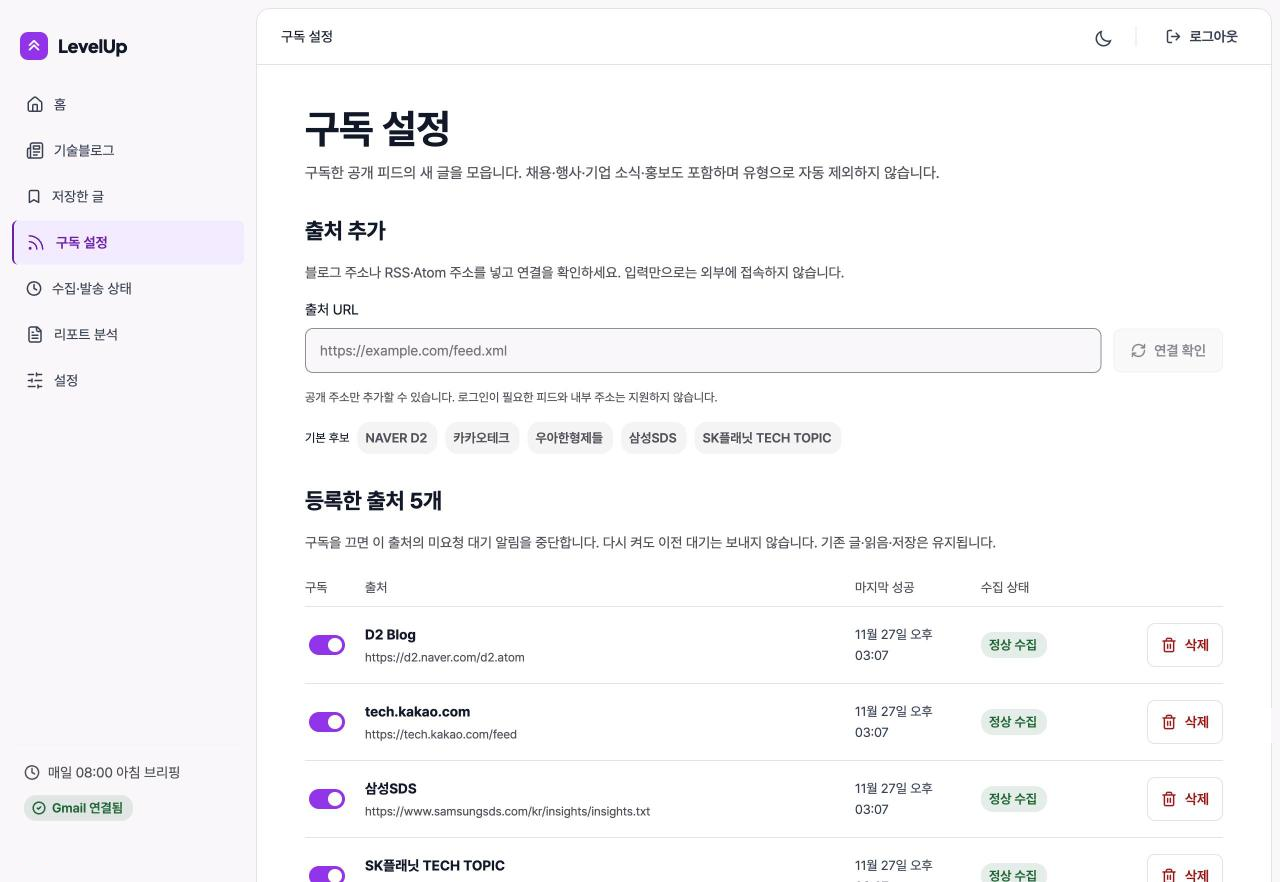 LevelUp
홈
기술블로그
저장한 글
구독 설정
수집·발송 상태
리포트 분석
설정
매일 08:00 아침 브리핑
Gmail 연결됨
구독 설정
로그아웃
구독 설정
구독한 공개 피드의 새 글을 모읍니다. 채용·행사·기업 소식·홍보도 포함하며 유형으로 자동 제외하지 않습니다.
출처 추가
블로그 주소나 RSS·Atom 주소를 넣고 연결을 확인하세요. 입력만으로는 외부에 접속하지 않습니다.
출처 URL
https://example.com/feed.xml
연결 확인
공개 주소만 추가할 수 있습니다. 로그인이 필요한 피드와 내부 주소는 지원하지 않습니다.
기본 후보 NAVER D2 카카오테크 우아한형제들 삼성SDS SK플래닛 TECH TOPIC
등록한 출처 5개
구독을 끄면 이 출처의 미요청 대기 알림을 중단합니다. 다시 켜도 이전 대기는 보내지 않습니다. 기존 글·읽음·저장은 유지됩니다.
구독 출처 마지막 성공 수집 상태
D2 Blog
https://d2.naver.com/d2.atom
11월 27일 오후
03:07
정상 수집
삭제
tech.kakao.com
https://tech.kakao.com/feed
11월 27일 오후
03:07
정상 수집
삭제
삼성SDS
https://www.samsungsds.com/kr/insights/insights.txt
11월 27일 오후
03:07
정상 수집
삭제
SK플래닛 TECH TOPIC
11월 27일 오후
정상 수집
삭제